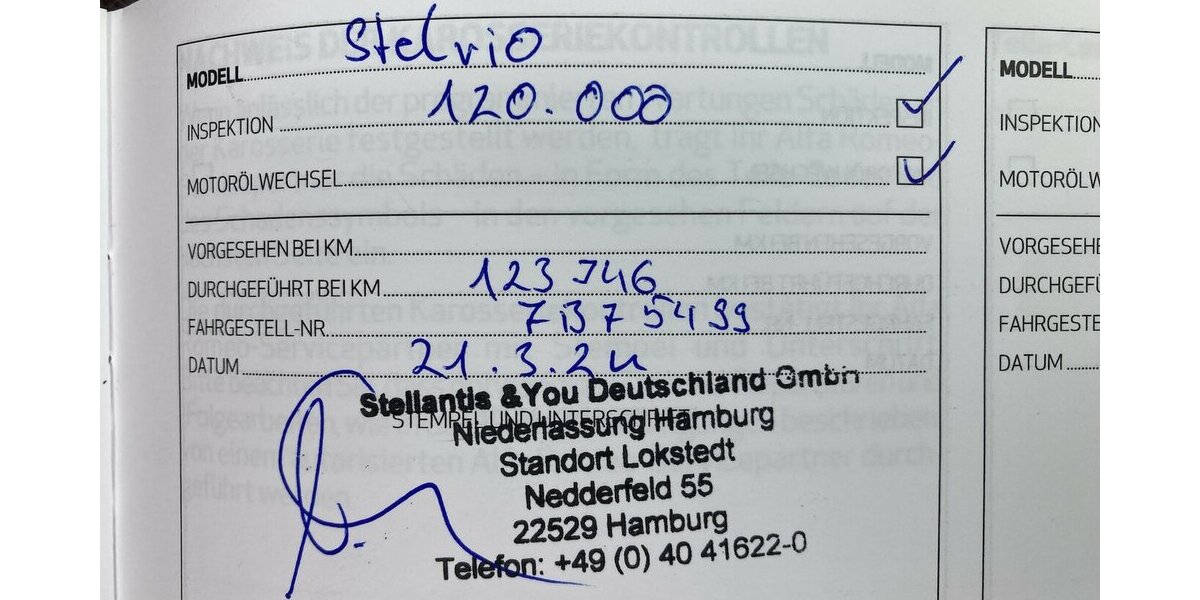 MODELL Stelvio
INSPEKTION 120.000
MOTORÖLWECHSEL
VORGESEHEN BEI KM
DURCHGEFÜHRT BEI KM 123 746
FAHRGESTELL-NR. 7B75499
DATUM 21.3.24
STEMPEL UND UNTERSCHRIFT
Stellantis &You Deutschland GmbH
Niederlassung Hamburg
Standort Lokstedt
Nedderfeld 55
22529 Hamburg
Telefon: +49 (0) 40 41622-0
MODELL
INSPEKTION
MOTORÖLW
VORGESEHE
DURCHGEFÜ
FAHRGESTE
DATUM